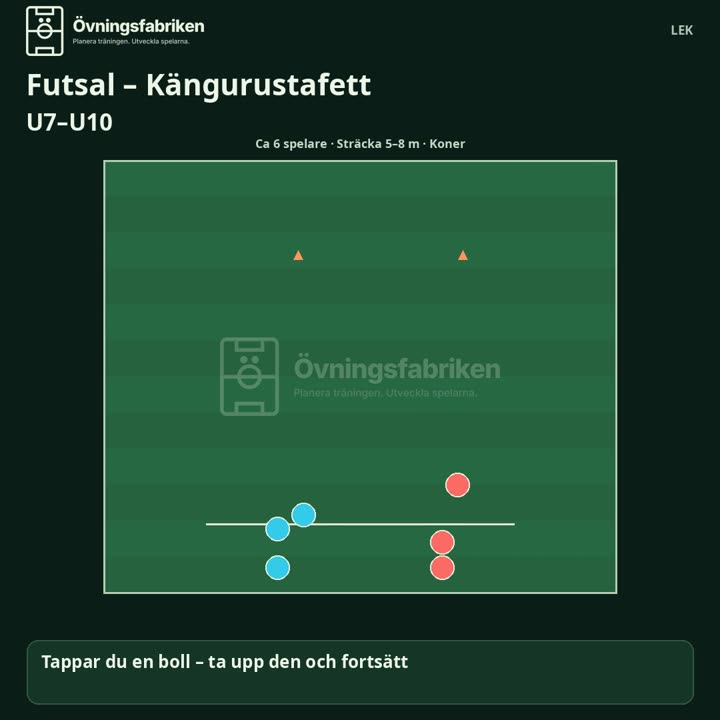 Övningsfabriken
Planera träningen. Utveckla spelarna.
LEK
Futsal – Kängurustafett
U7–U10
Ca 6 spelare · Sträcka 5–8 m · Koner
Övningsfabriken
Planera träningen. Utveckla spelarna.
Tappar du en boll – ta upp den och fortsätt